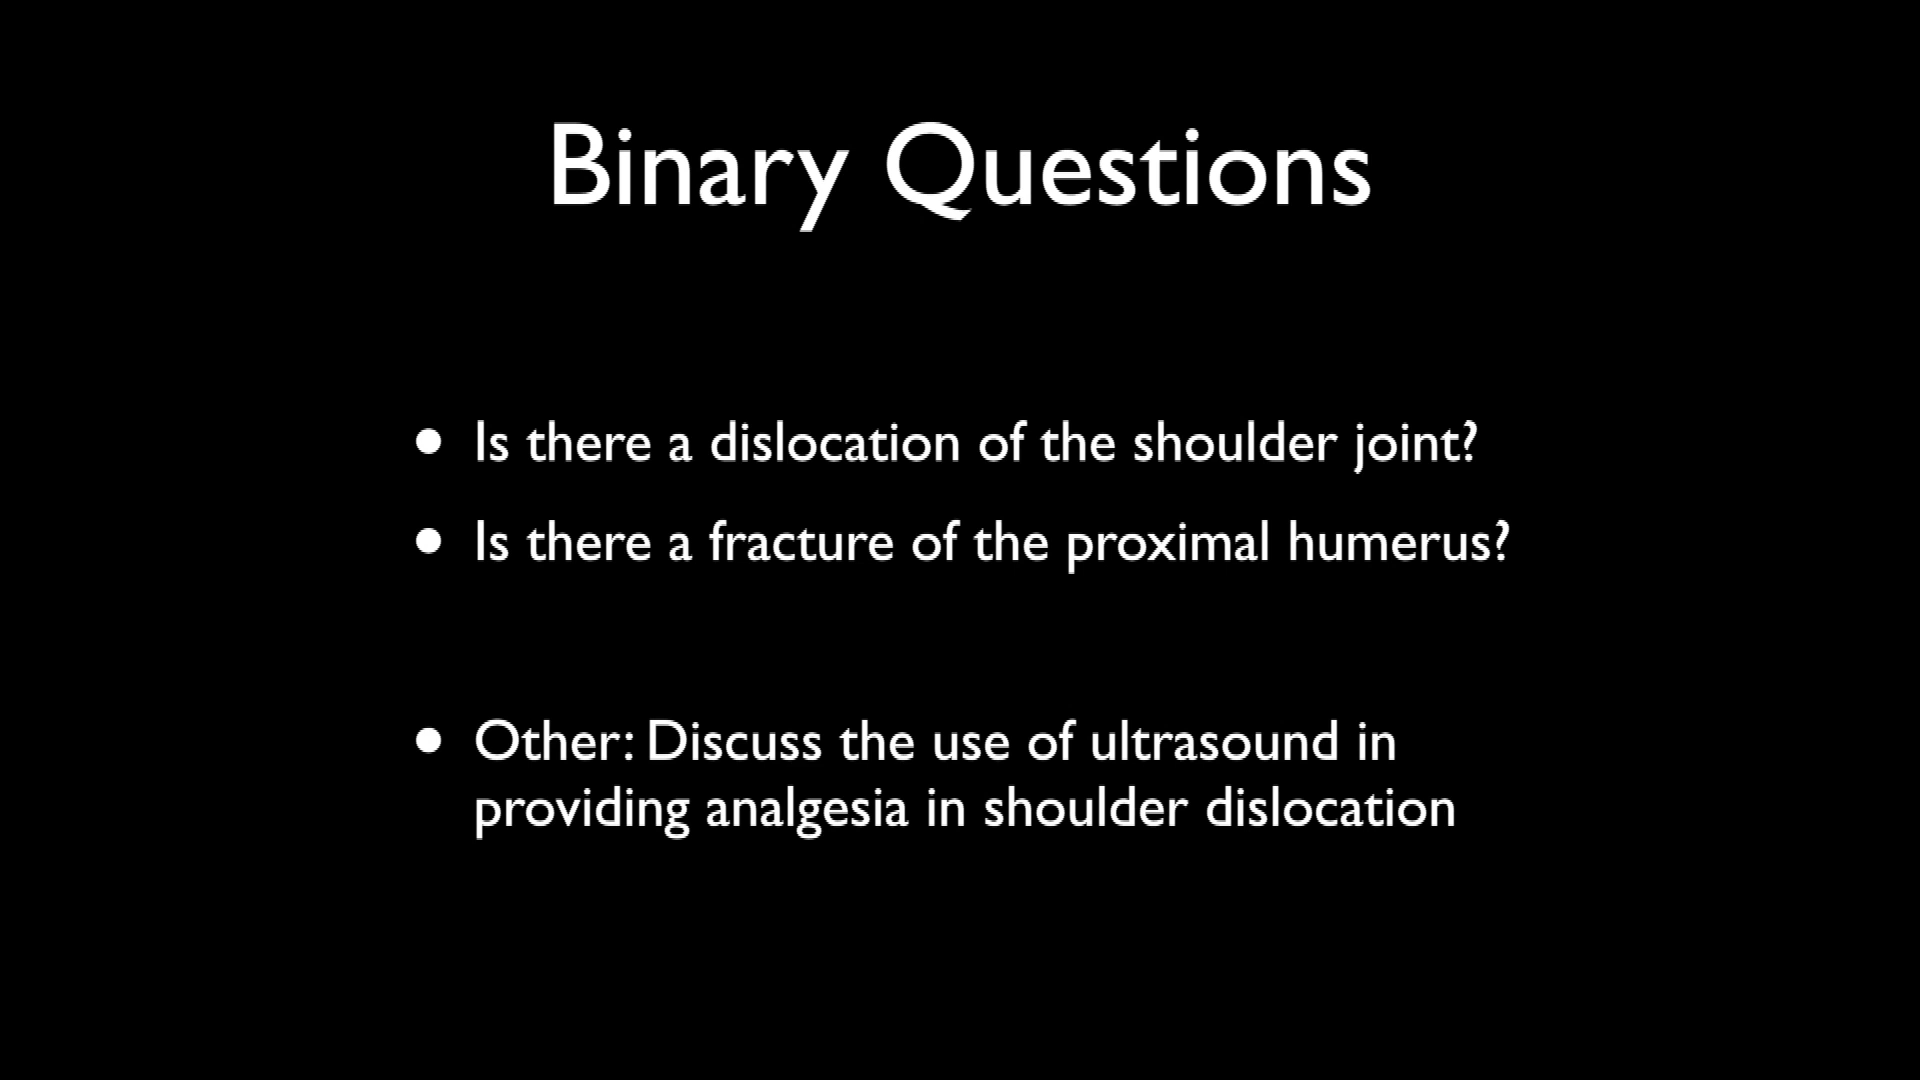 Binary Questions
• Is there a dislocation of the shoulder joint?
• Is there a fracture of the proximal humerus?
• Other: Discuss the use of ultrasound in
providing analgesia in shoulder dislocation